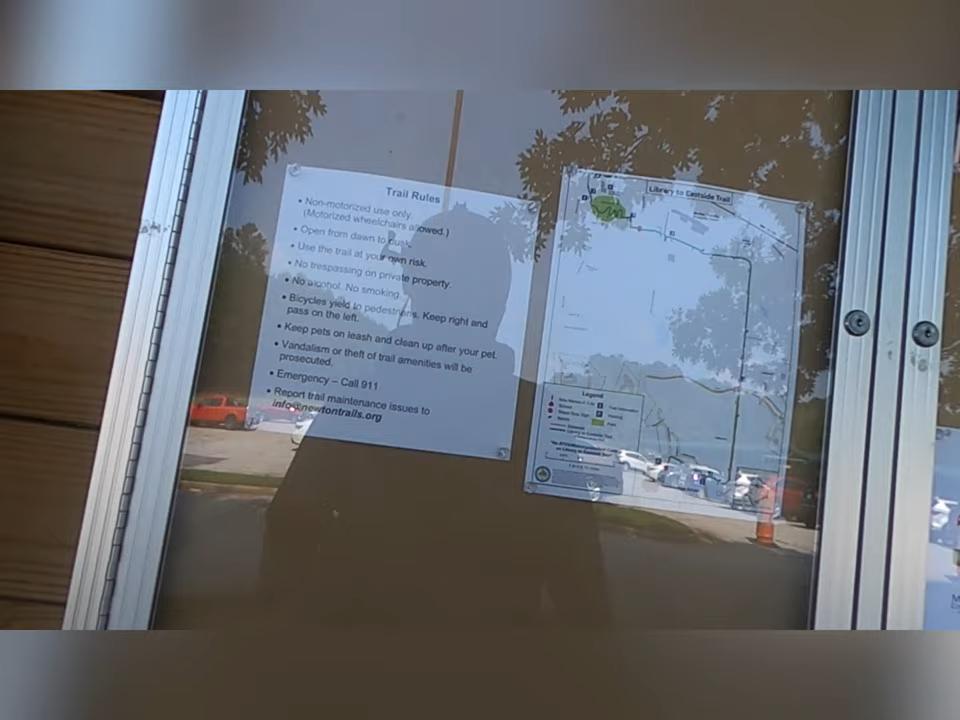 Trail Rules
• Non-motorized use only.
(Motorized wheelchairs allowed.)
• Open from dawn to dusk.
• Use the trail at your own risk.
• No trespassing on private property.
• No alcohol. No smoking.
• Bicycles yield to pedestrians. Keep right and
pass on the left.
• Keep pets on leash and clean up after your pet.
• Vandalism or theft of trail amenities will be
prosecuted.
• Emergency – Call 911
• Report trail maintenance issues to
info@newtontrails.org
Library to Eastside Trail
Legend